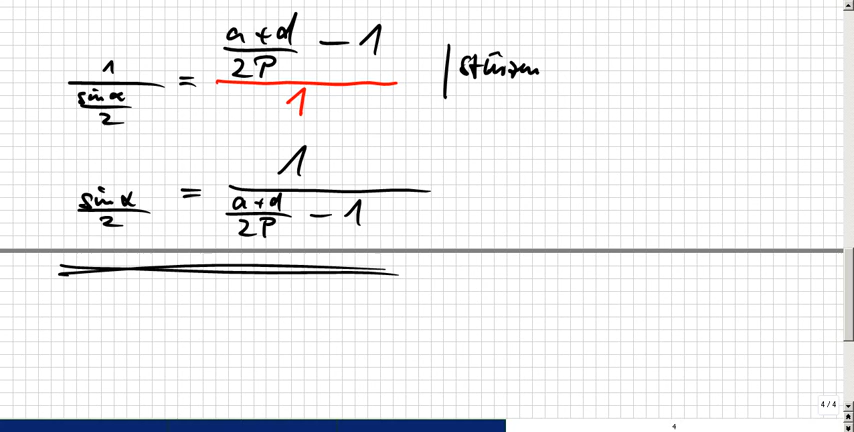 1/((sin α)/2) = ((a+d)/(2P) − 1)/1 | stürzen
(sin α)/2 = 1/((a+d)/(2P) − 1)
4 / 4
4